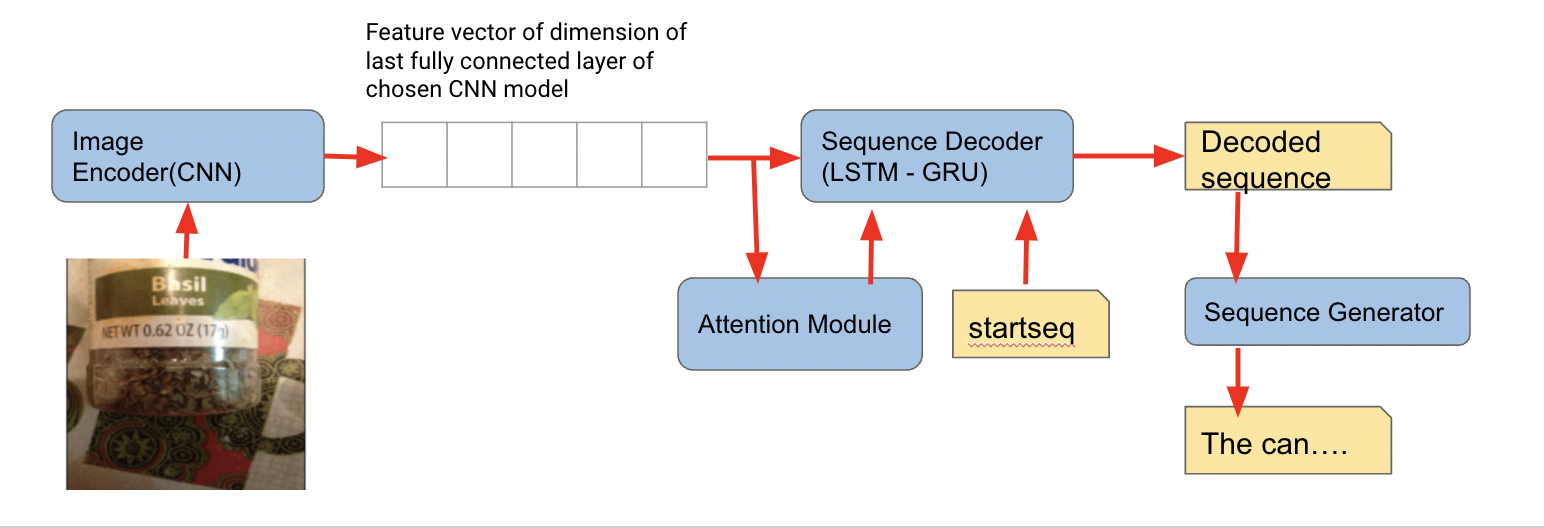 Feature vector of dimension of
last fully connected layer of
chosen CNN model
Image
Encoder(CNN)
Sequence Decoder
(LSTM - GRU)
Decoded
sequence
Basil
Leaves
NET WT 0.62 OZ (17g)
Attention Module
startseq
Sequence Generator
The can....